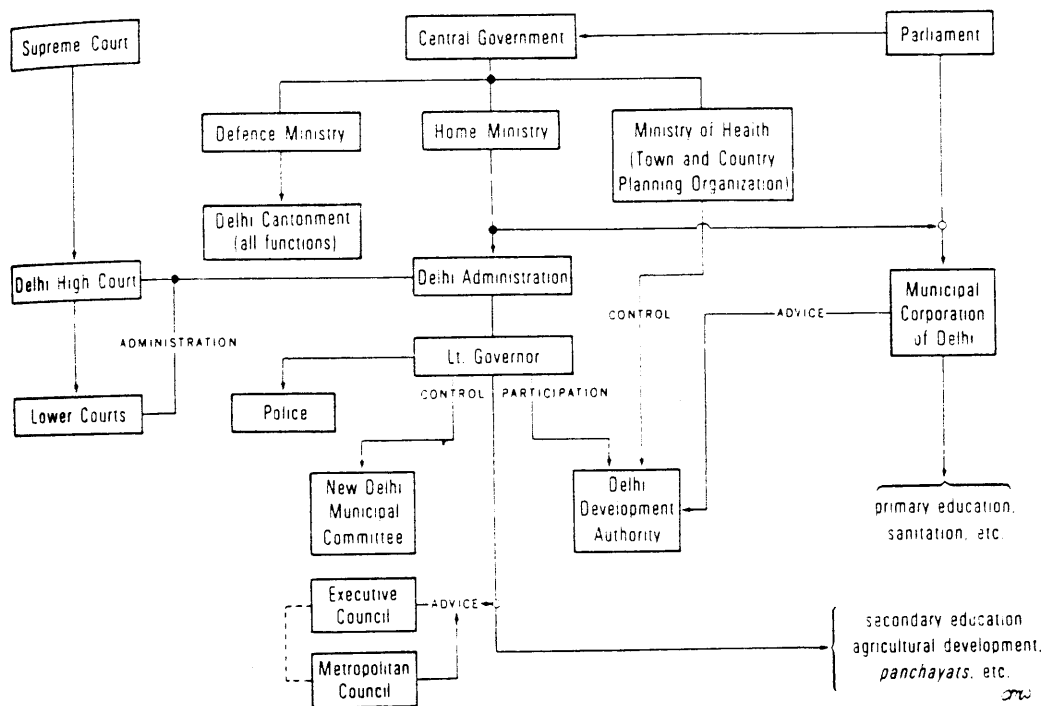 Supreme Court
Central Government
Parliament
Defence Ministry
Home Ministry
Ministry of Health
(Town and Country
Planning Organization)
Delhi Cantonment
(all functions)
Delhi High Court
Delhi Administration
Municipal
Corporation
of Delhi
CONTROL
ADVICE
ADMINISTRATION
Lt. Governor
CONTROL
PARTICIPATION
Lower Courts
Police
New Delhi
Municipal
Committee
Delhi
Development
Authority
primary education,
sanitation, etc.
Executive
Council
ADVICE
Metropolitan
Council
secondary education
agricultural development,
panchayats, etc.